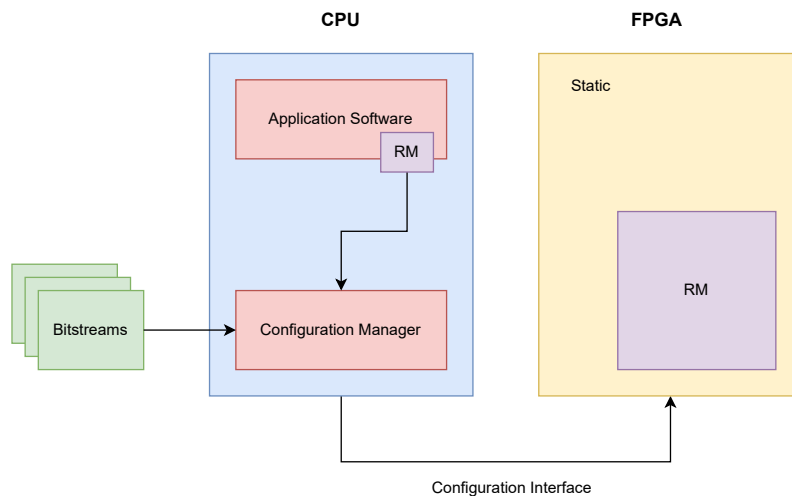 CPU
FPGA
Static
Application Software
RM
RM
Bitstreams
Configuration Manager
Configuration Interface